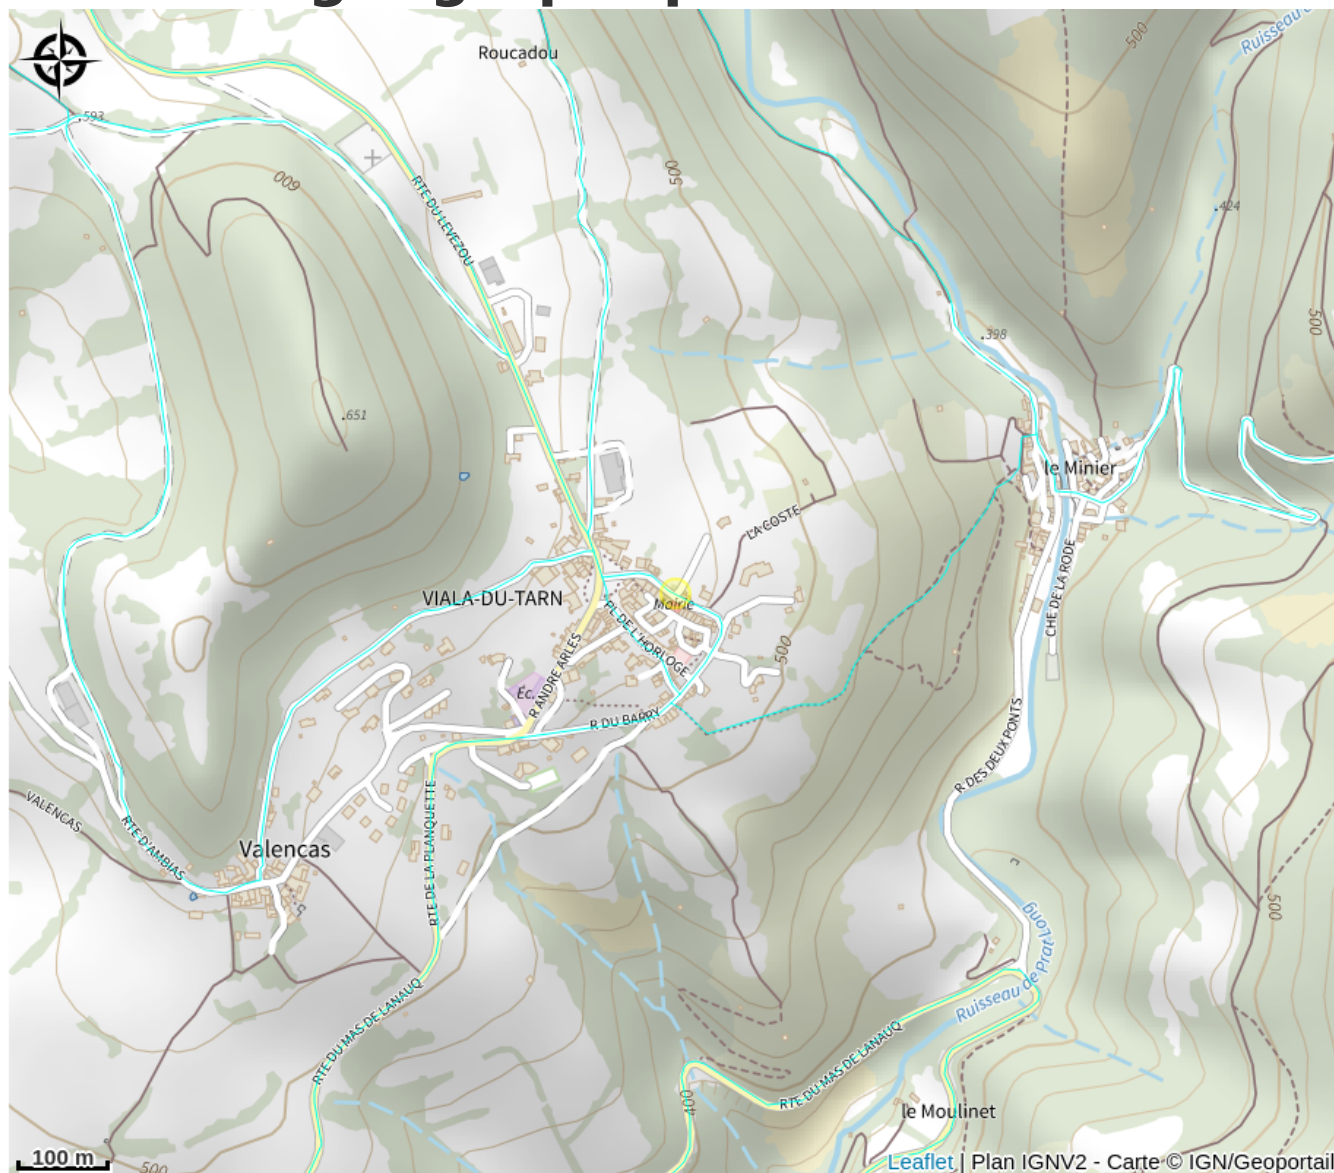 Roucadou
500
Ruisseau
593
600
500
RTE DU LEVEZOU
424
398
500
651
le Minier
LA COSTE
VIALA-DU-TARN
Mairie
PL DE L'HORLOGE
CHE DE LA RODE
R ANDRE ARLES
500
Éc.
R DU BARRY
R DES DEUX PONTS
VALENCAS
RTE D'AMBIAS
RTE DE LA PLANQUETTE
Valencas
500
Ruisseau de Prat Long
RTE DU MAS DE LANAUQ
RTE DU MAS DE LANAUQ
400
le Moulinet
100 m
500
Leaflet | Plan IGNV2 - Carte © IGN/Geoportail